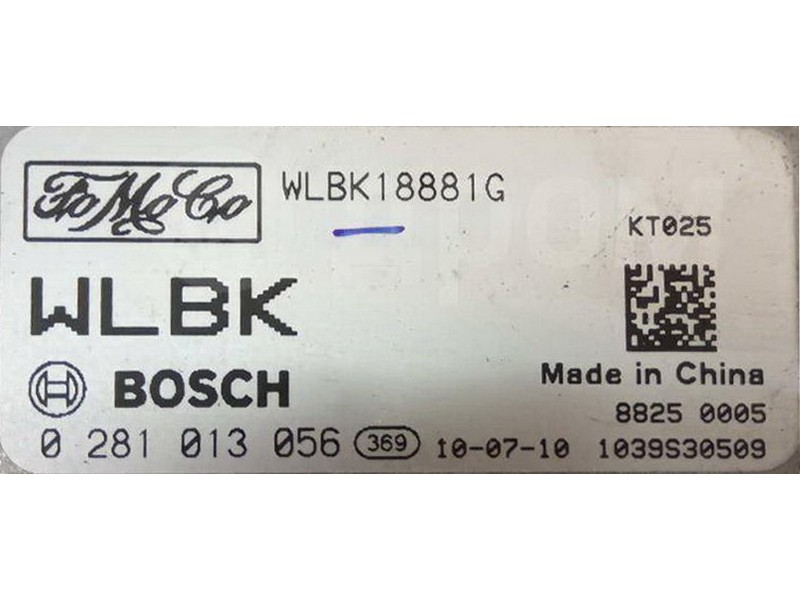 FoMoCo
WLBK18881G
KT025
WLBK
BOSCH
Made in China
8825 0005
0 281 013 056 369 10-07-10 1039S30509